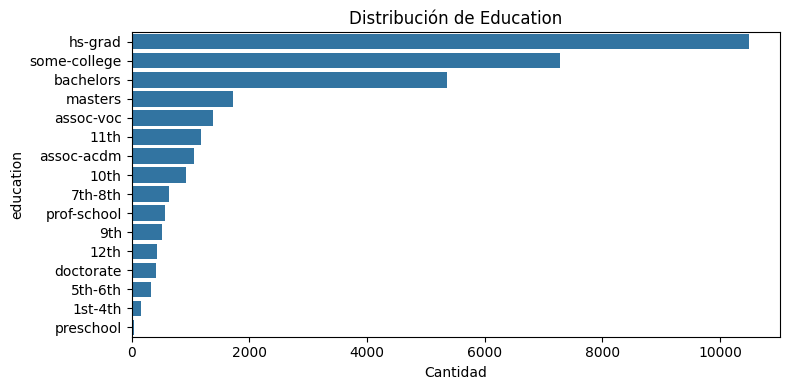 Distribución de Education
education
hs-grad
some-college
bachelors
masters
assoc-voc
11th
assoc-acdm
10th
7th-8th
prof-school
9th
12th
doctorate
5th-6th
1st-4th
preschool
0 2000 4000 6000 8000 10000
Cantidad